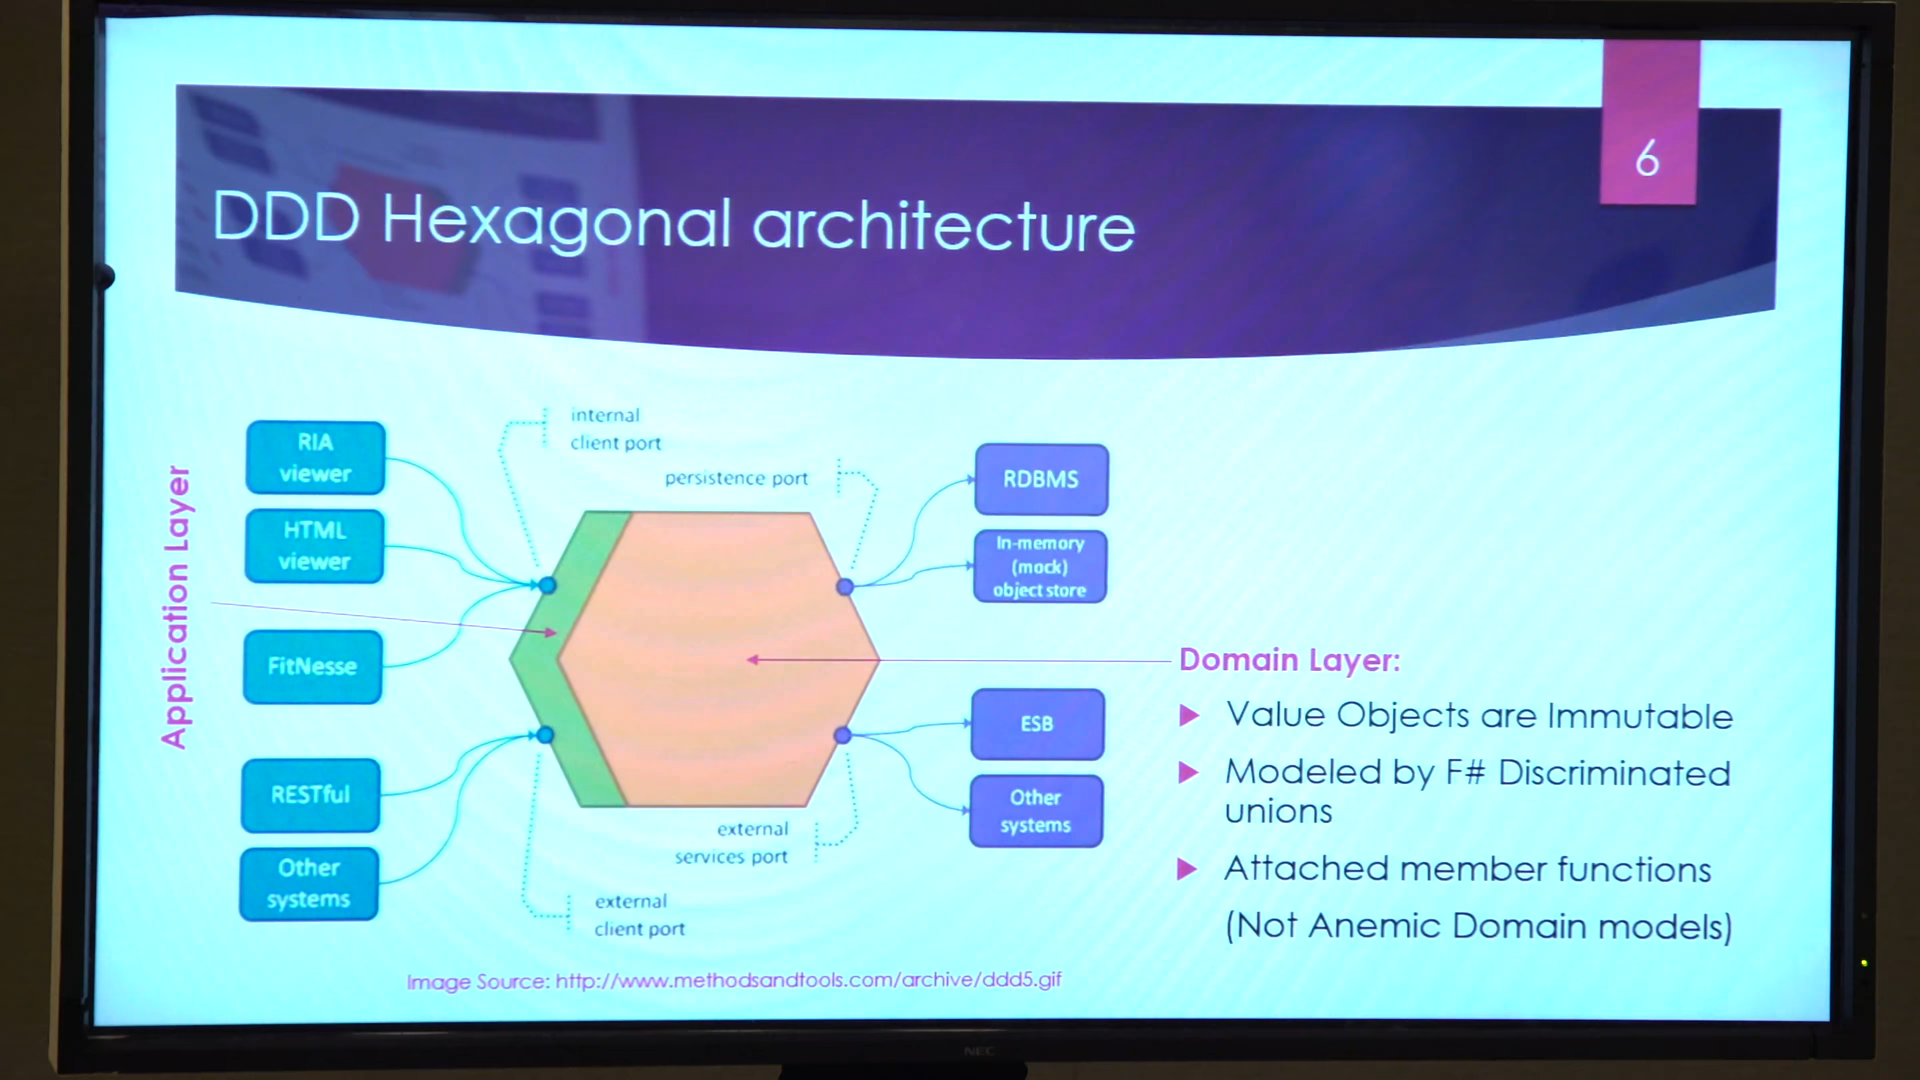 6
DDD Hexagonal architecture
Application Layer
RIA
viewer
HTML
viewer
FitNesse
RESTful
Other
systems
internal
client port
persistence port
external
services port
external
client port
RDBMS
In-memory
(mock)
object store
ESB
Other
systems
Domain Layer:
Value Objects are Immutable
Modeled by F# Discriminated
unions
Attached member functions
(Not Anemic Domain models)
Image Source: http://www.methodsandtools.com/archive/ddd5.gif
NEC